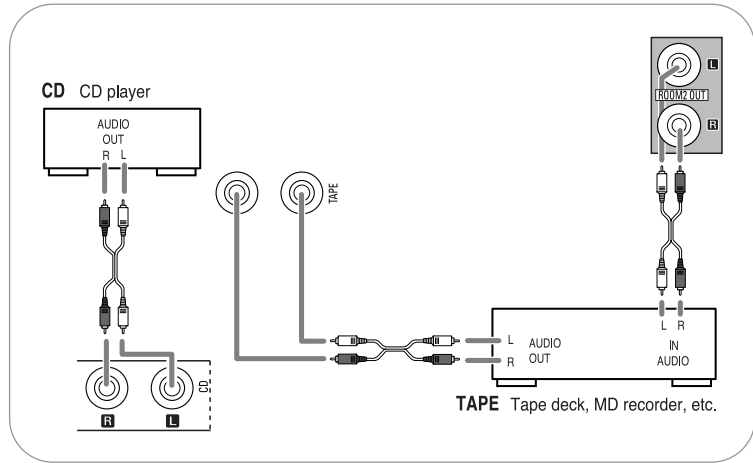 CD CD player
AUDIO
OUT
R L
R L
CD
TAPE
L
ROOM2 OUT
R
L R
IN
AUDIO
L
R
AUDIO
OUT
TAPE Tape deck, MD recorder, etc.